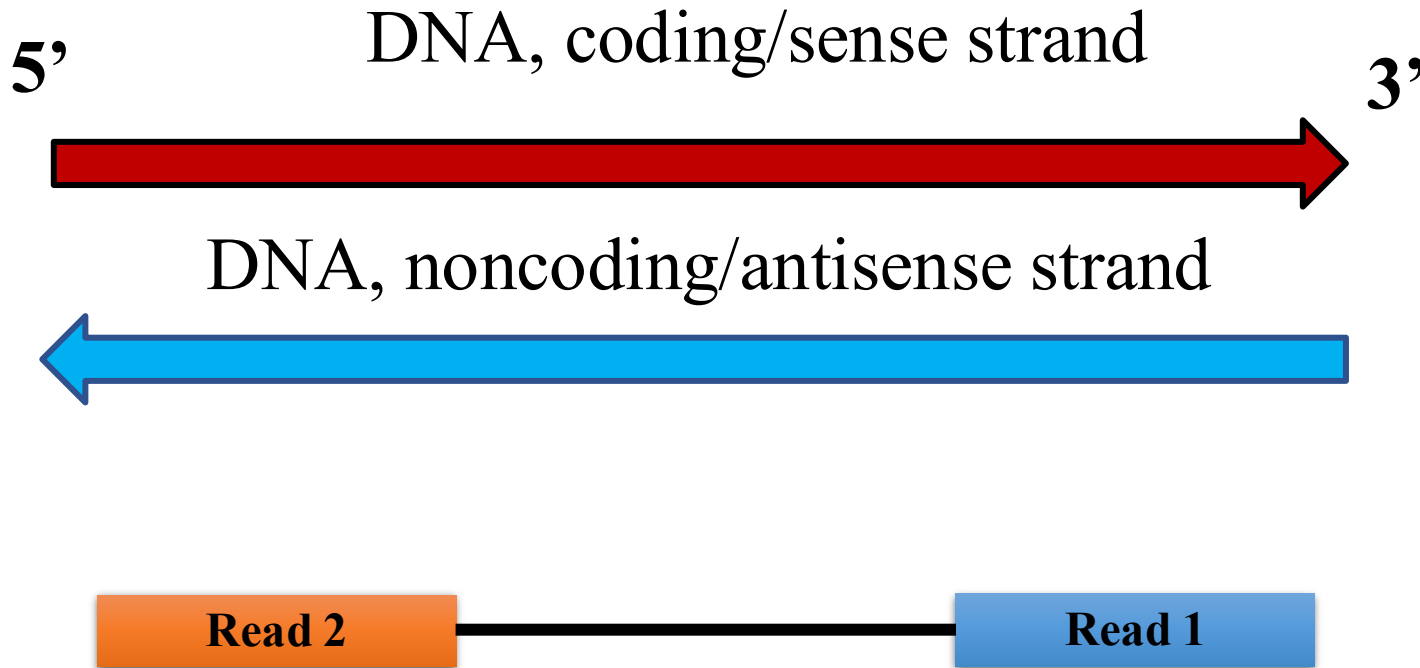 DNA, coding/sense strand
5’
3’
DNA, noncoding/antisense strand
Read 2
Read 1